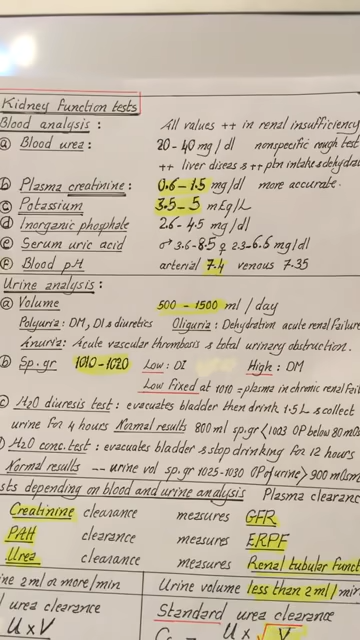 Kidney function tests
Blood analysis : All values ++ in renal insufficiency
ⓐ Blood urea : 20-40 mg/dl nonspecific rough test
++ liver diseas & ++ ptn intake & dehydra
ⓑ Plasma creatinine : 0.6-1.5 mg/dl more accurate.
ⓒ Potassium 3.5-5 mEq/L
ⓓ Inorganic phosphate 2.6-4.5 mg/dl
ⓔ Serum uric acid ♂ 3.6-8.5 ♀ 2.3-6.6 mg/dl
ⓕ Blood pH arterial 7.4 venous 7.35
Urine analysis :
ⓐ Volume 500 - 1500 ml / day
Polyuria: DM, DI & diuretics Oliguria: Dehydration acute renal failure
Anuria: Acute vascular thrombosis & total urinary obstruction.
ⓑ Sp.gr 1010-1020 Low: DI High: DM
Low Fixed at 1010 = plasma in chronic renal fail
ⓒ H2O diuresis test : evacuates bladder then drink 1.5 L & collect
urine for 4 hours Normal results 800 ml sp.gr <1003 OP below 80 mOs
H2O conc. test : evacuates bladder & stop drinking for 12 hours
Normal results -- urine vol sp.gr 1025-1030 OP of urine > 900 mOsm
sts depending on blood and urine analysis Plasma clearanc
Creatinine clearance measures GFR
PAH clearance measures ERPF
Urea clearance measures Renal tubular funct
ine 2ml or more/min Urine volume less than 2ml / min
urea clearance Standard urea clearance
U x V U x V